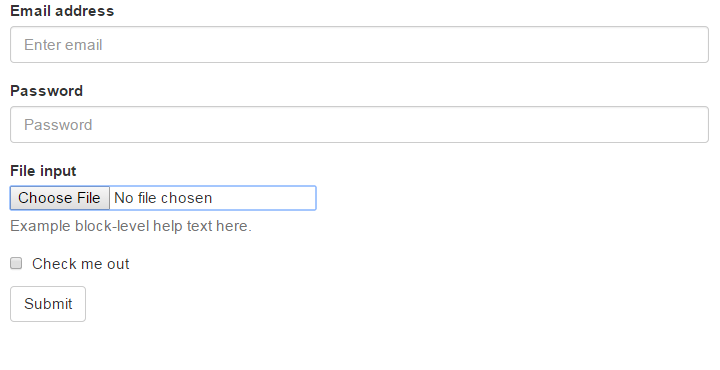 Email address
Enter email
Password
Password
File input
Choose File No file chosen
Example block-level help text here.
Check me out
Submit